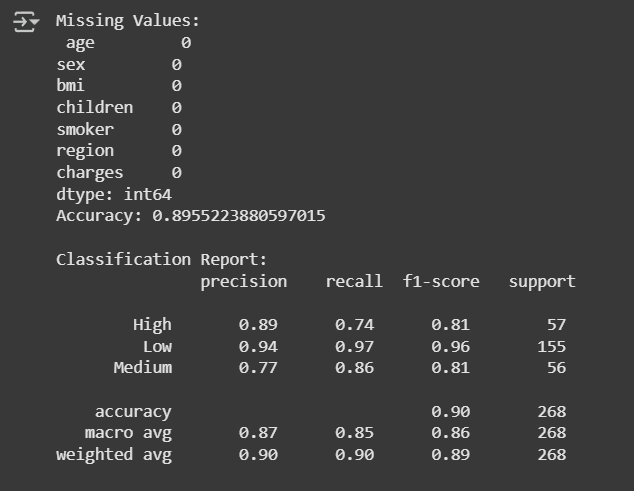 Missing Values:
age 0
sex 0
bmi 0
children 0
smoker 0
region 0
charges 0
dtype: int64
Accuracy: 0.8955223880597015
Classification Report:
precision recall f1-score support
High 0.89 0.74 0.81 57
Low 0.94 0.97 0.96 155
Medium 0.77 0.86 0.81 56
accuracy 0.90 268
macro avg 0.87 0.85 0.86 268
weighted avg 0.90 0.90 0.89 268